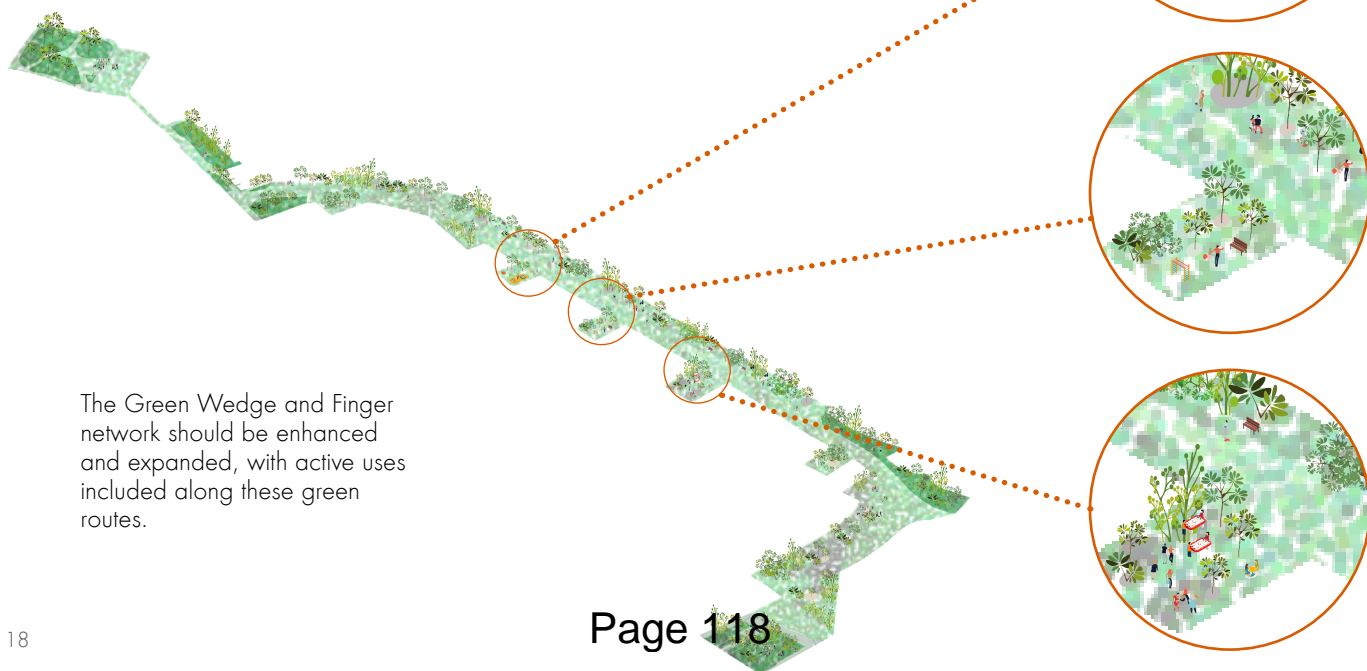 The Green Wedge and Finger
network should be enhanced
and expanded, with active uses
included along these green
routes.
18
Page 118